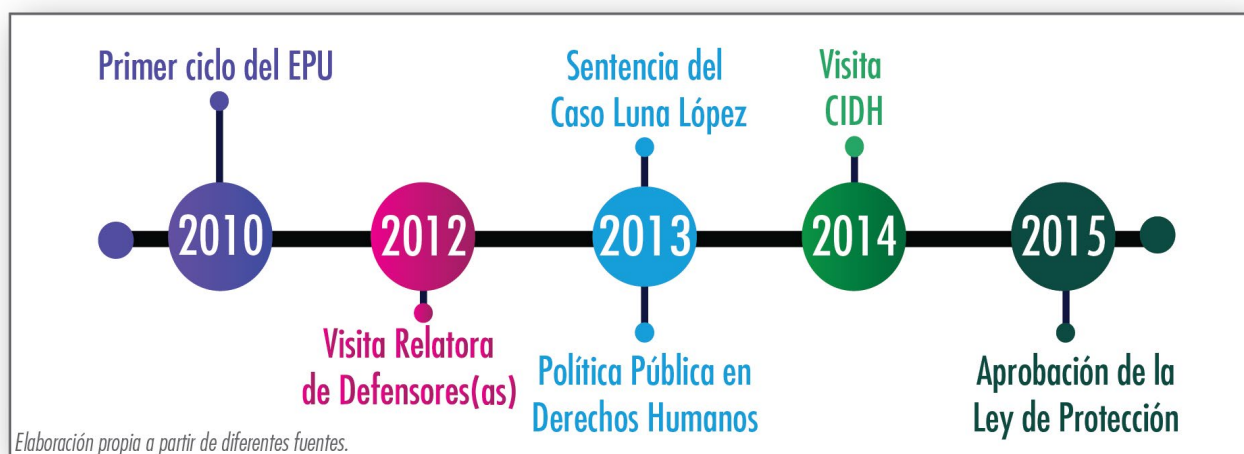 Primer ciclo del EPU
Sentencia del
Caso Luna López
Visita
CIDH
2010
2012
2013
2014
2015
Visita Relatora
de Defensores(as)
Política Pública en
Derechos Humanos
Aprobación de la
Ley de Protección
Elaboración propia a partir de diferentes fuentes.